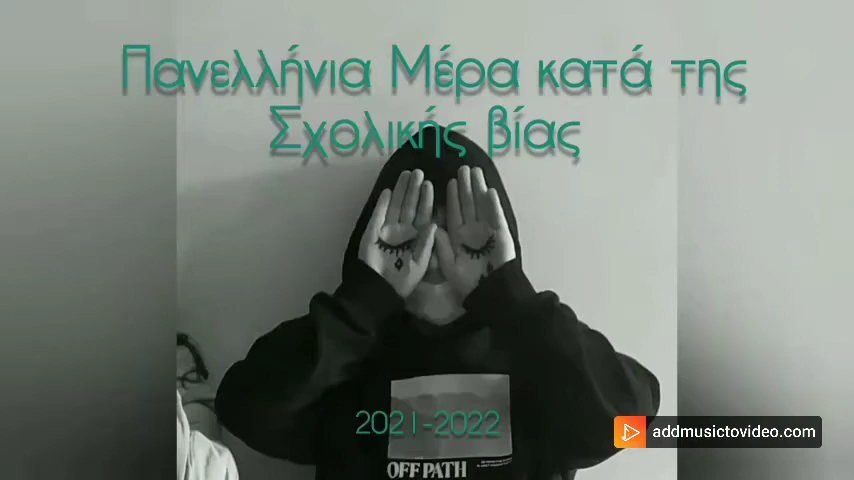 Πανελλήνια Μέρα κατά της
Σχολικής βίας
2021-2022
addmusictovideo.com
OFF PATH